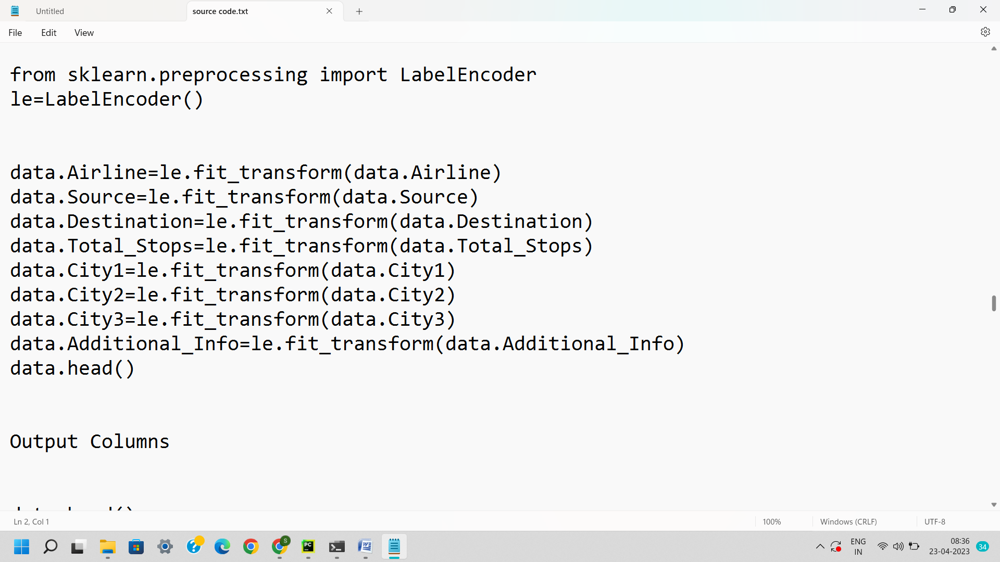 Untitled
source code.txt
File Edit View
from sklearn.preprocessing import LabelEncoder
le=LabelEncoder()
data.Airline=le.fit_transform(data.Airline)
data.Source=le.fit_transform(data.Source)
data.Destination=le.fit_transform(data.Destination)
data.Total_Stops=le.fit_transform(data.Total_Stops)
data.City1=le.fit_transform(data.City1)
data.City2=le.fit_transform(data.City2)
data.City3=le.fit_transform(data.City3)
data.Additional_Info=le.fit_transform(data.Additional_Info)
data.head()
Output Columns
Ln 2, Col 1
100%
Windows (CRLF)
UTF-8
S
PC
W
ENG
IN
08:36
23-04-2023
34